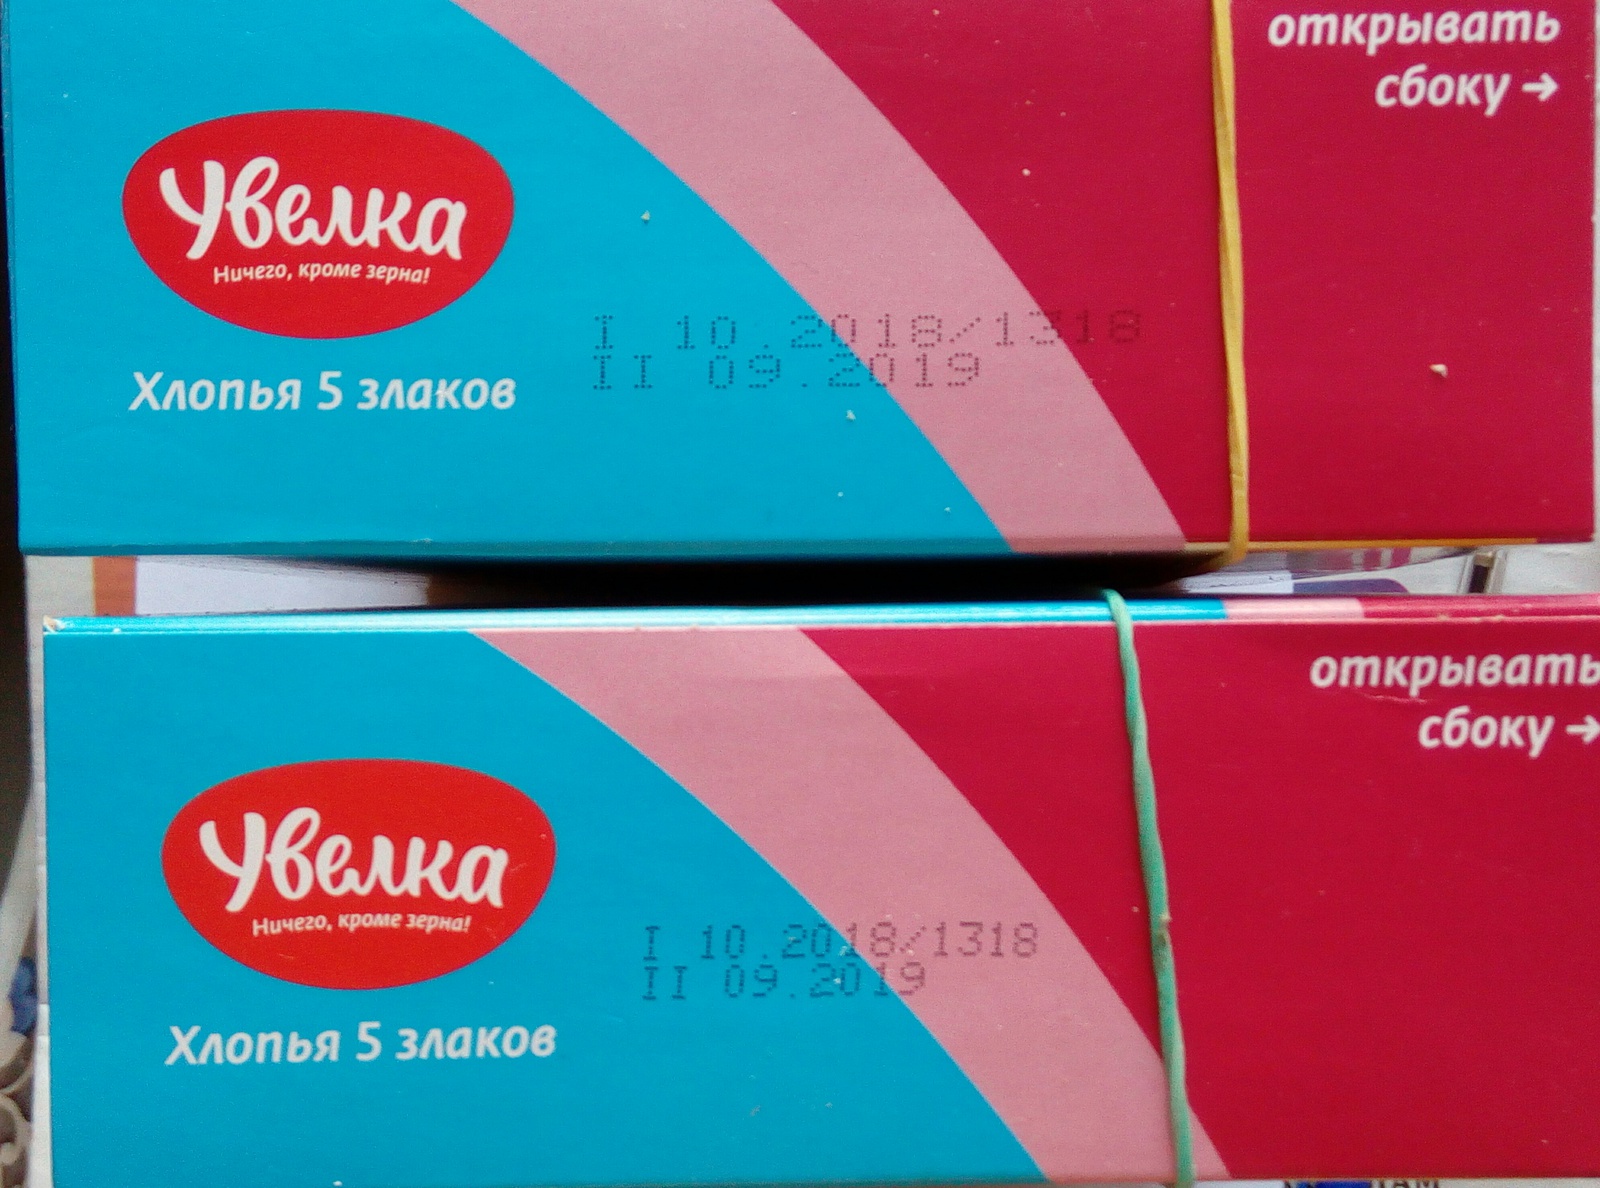 открывать
сбоку →
Увелка
Ничего, кроме зерна!
I 10.2018/1318
II 09.2019
Хлопья 5 злаков
открывать
сбоку →
Увелка
Ничего, кроме зерна!
I 10.2018/1318
II 09.2019
Хлопья 5 злаков